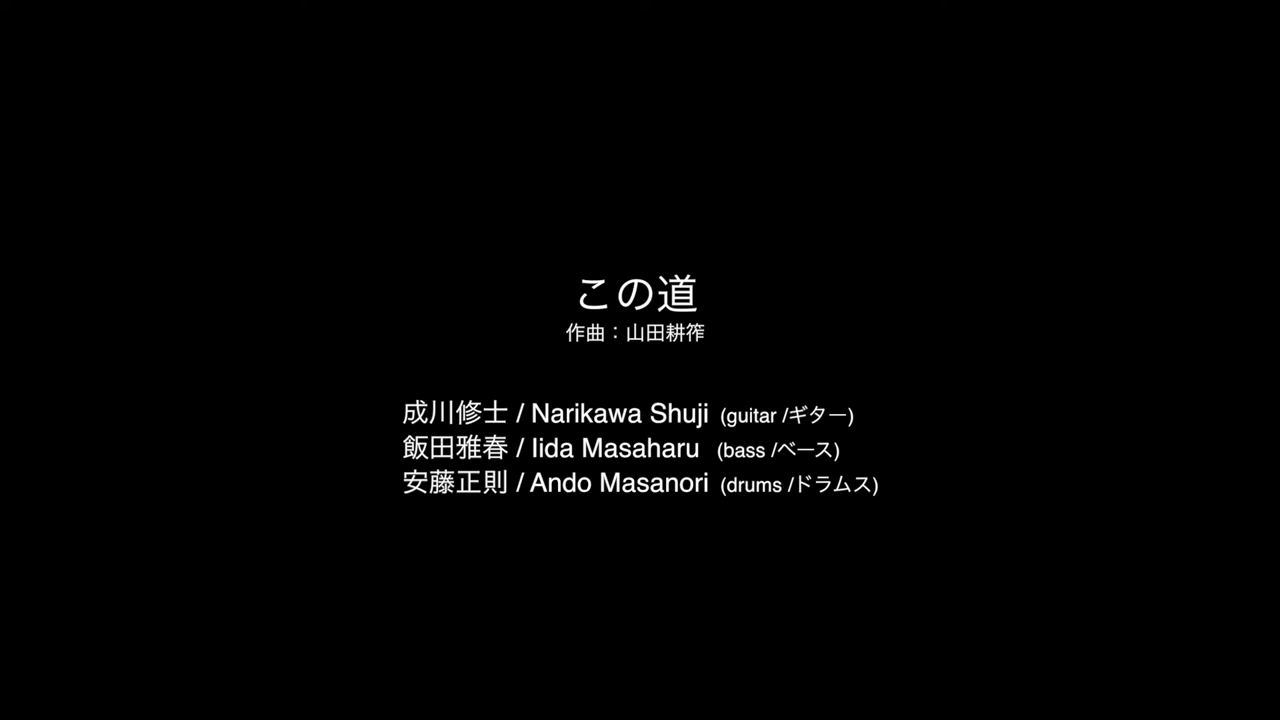 この道
作曲：山田耕筰
成川修士 / Narikawa Shuji (guitar /ギター)
飯田雅春 / Iida Masaharu (bass /ベース)
安藤正則 / Ando Masanori (drums /ドラムス)